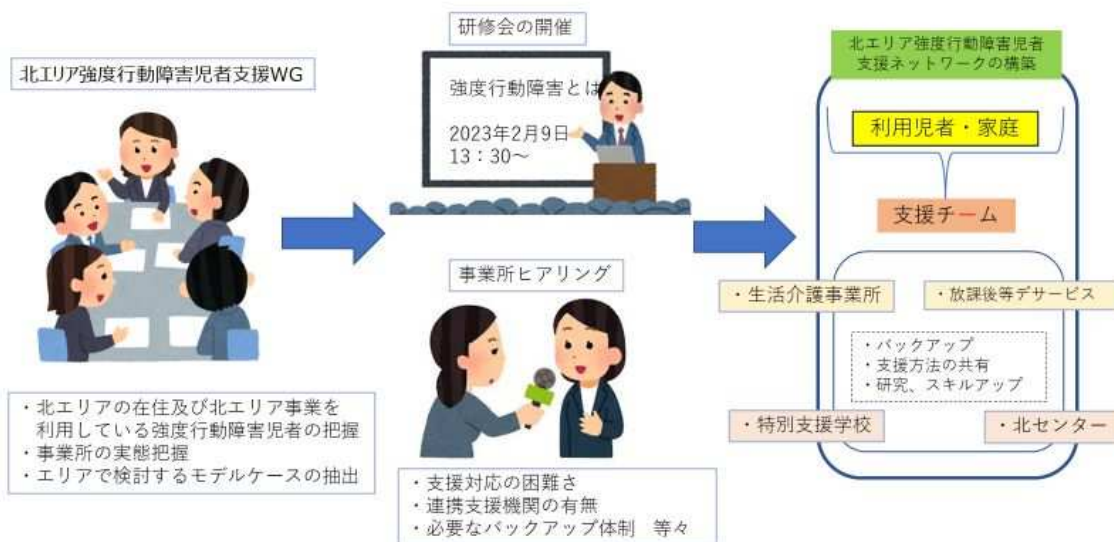 北エリア強度行動障害児者支援WG
・北エリアの在住及び北エリア事業を
利用している強度行動障害児者の把握
・事業所の実態把握
・エリアで検討するモデルケースの抽出
研修会の開催
強度行動障害とは
2023年2月9日
13：30～
事業所ヒアリング
・支援対応の困難さ
・連携支援機関の有無
・必要なバックアップ体制　等々
北エリア強度行動障害児者
支援ネットワークの構築
利用児者・家庭
支援チーム
・生活介護事業所
・放課後等デサービス
・バックアップ
・支援方法の共有
・研究、スキルアップ
・特別支援学校
・北センター